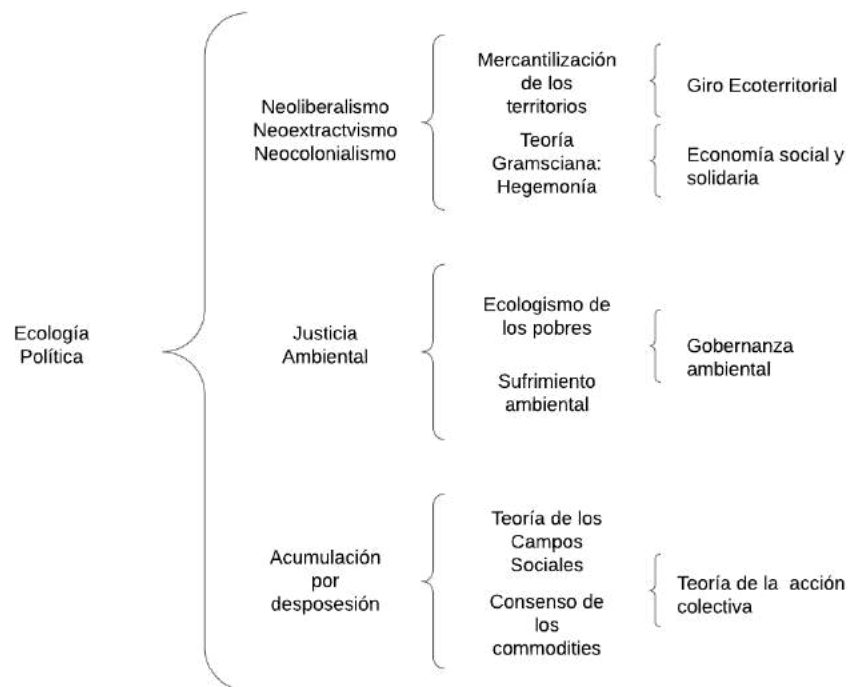 Ecología
Política
Neoliberalismo
Neoextractvismo
Neocolonialismo
Mercantilización
de los
territorios
Giro Ecoterritorial
Teoría
Gramsciana:
Hegemonía
Economía social y
solidaria
Justicia
Ambiental
Ecologismo de
los pobres
Sufrimiento
ambiental
Gobernanza
ambiental
Acumulación
por
desposesión
Teoría de los
Campos
Sociales
Consenso de
los
commodities
Teoría de la acción
colectiva